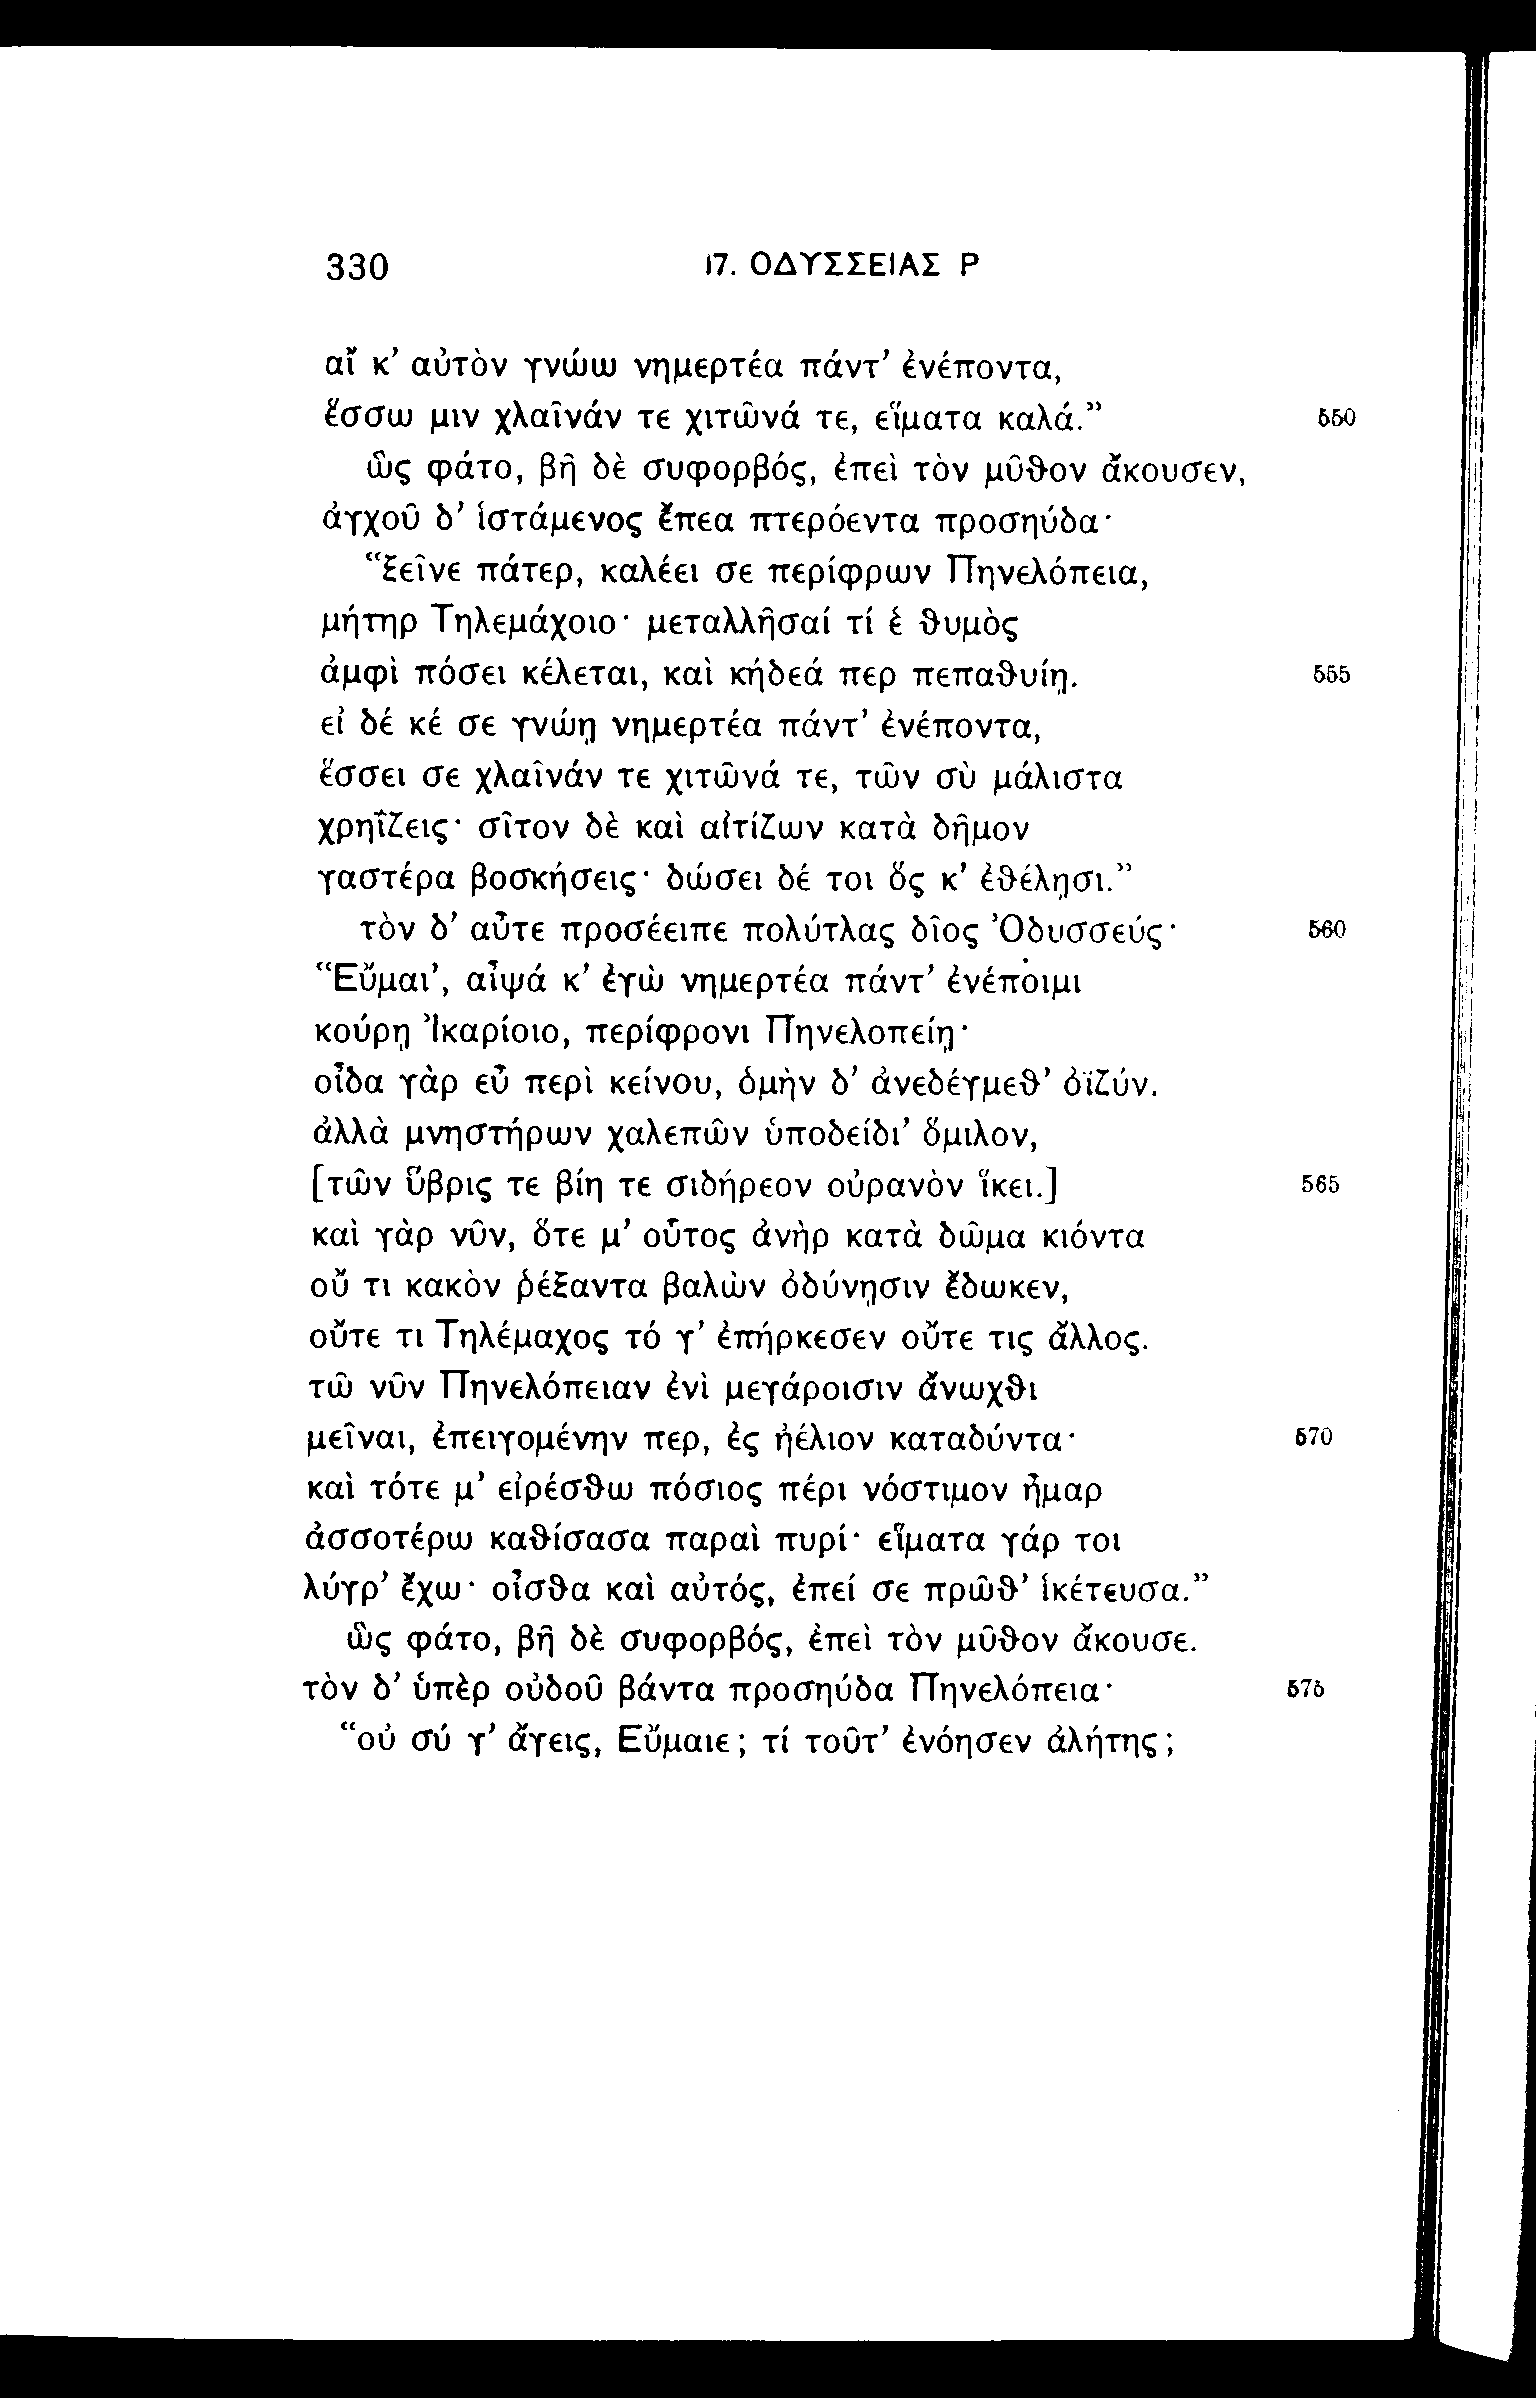 330 17. ΟΔΥΣΣΕΙΑΣ Ρ
αἴ κ’ αὐτὸν γνώω νημερτέα πάντ’ ἐνέποντα,
ἕσσω μιν χλαῖνάν τε χιτῶνά τε, εἵματα καλά.” 550
ὣς φάτο, βῆ δὲ συφορβός, ἐπεὶ τὸν μῦϑον ἄκουσεν,
ἀγχοῦ δ’ ἱστάμενος ἔπεα πτερόεντα προσηύδα·
“ξεῖνε πάτερ, καλέει σε περίφρων Πηνελόπεια,
μήτηρ Τηλεμάχοιο· μεταλλῆσαί τί ἑ ϑυμὸς
ἀμφὶ πόσει κέλεται, καὶ κήδεά περ πεπαϑυίῃ. 555
εἰ δέ κέ σε γνώῃ νημερτέα πάντ’ ἐνέποντα,
ἕσσει σε χλαῖνάν τε χιτῶνά τε, τῶν σὺ μάλιστα
χρηΐζεις· σῖτον δὲ καὶ αἰτίζων κατὰ δῆμον
γαστέρα βοσκήσεις· δώσει δέ τοι ὅς κ’ ἐϑέλῃσι.”
τὸν δ’ αὖτε προσέειπε πολύτλας δῖος Ὀδυσσεύς· 560
“Εὔμαι’, αἶψά κ’ ἐγὼ νημερτέα πάντ’ ἐνέποιμι
κούρῃ Ἰκαρίοιο, περίφρονι Πηνελοπείῃ·
οἶδα γὰρ εὖ περὶ κείνου, ὁμὴν δ’ ἀνεδέγμεϑ’ ὀϊζύν.
ἀλλὰ μνηστήρων χαλεπῶν ὑποδείδι’ ὅμιλον,
[τῶν ὕβρις τε βίη τε σιδήρεον οὐρανὸν ἵκει.] 565
καὶ γὰρ νῦν, ὅτε μ’ οὗτος ἀνὴρ κατὰ δῶμα κιόντα
οὔ τι κακὸν ῥέξαντα βαλὼν ὀδύνῃσιν ἔδωκεν,
οὔτε τι Τηλέμαχος τό γ’ ἐπήρκεσεν οὔτε τις ἄλλος.
τῶ νῦν Πηνελόπειαν ἐνὶ μεγάροισιν ἄνωχϑι
μεῖναι, ἐπειγομένην περ, ἐς ἠέλιον καταδύντα· 570
καὶ τότε μ’ εἰρέσϑω πόσιος πέρι νόστιμον ἦμαρ
ἀσσοτέρω καϑίσασα παραὶ πυρί· εἵματα γάρ τοι
λύγρ’ ἔχω· οἶσϑα καὶ αὐτός, ἐπεί σε πρῶϑ’ ἱκέτευσα.”
ὣς φάτο, βῆ δὲ συφορβός, ἐπεὶ τὸν μῦϑον ἄκουσε.
τὸν δ’ ὑπὲρ οὐδοῦ βάντα προσηύδα Πηνελόπεια· 575
“οὐ σύ γ’ ἄγεις, Εὔμαιε; τί τοῦτ’ ἐνόησεν ἀλήτης;